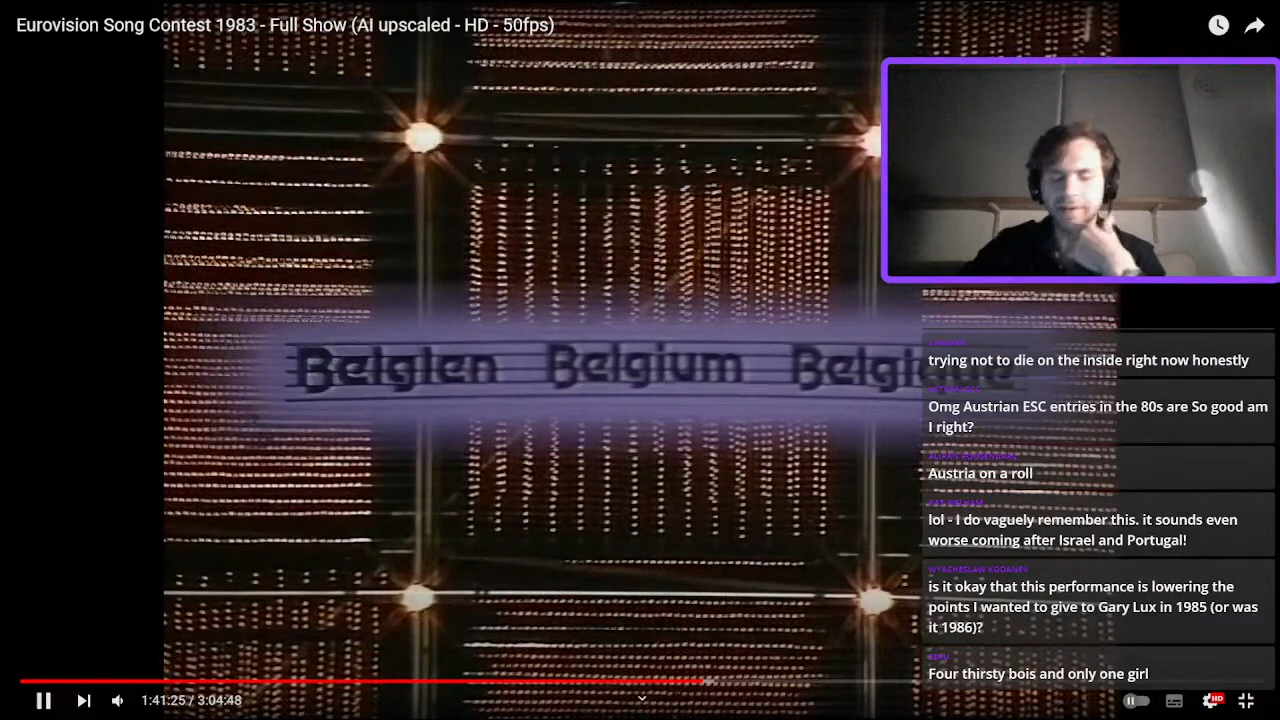 Eurovision Song Contest 1983 - Full Show (AI upscaled - HD - 50fps)
Belgien Belgium Belgique
trying not to die on the inside right now honestly
Omg Austrian ESC entries in the 80s are So good am
I right?
Austria on a roll
lol - I do vaguely remember this. it sounds even
worse coming after Israel and Portugal!
WYACHESLAW KODANEV
is it okay that this performance is lowering the
points I wanted to give to Gary Lux in 1985 (or was
it 1986)?
Four thirsty bois and only one girl
1:41:25 / 3:04:48
HD